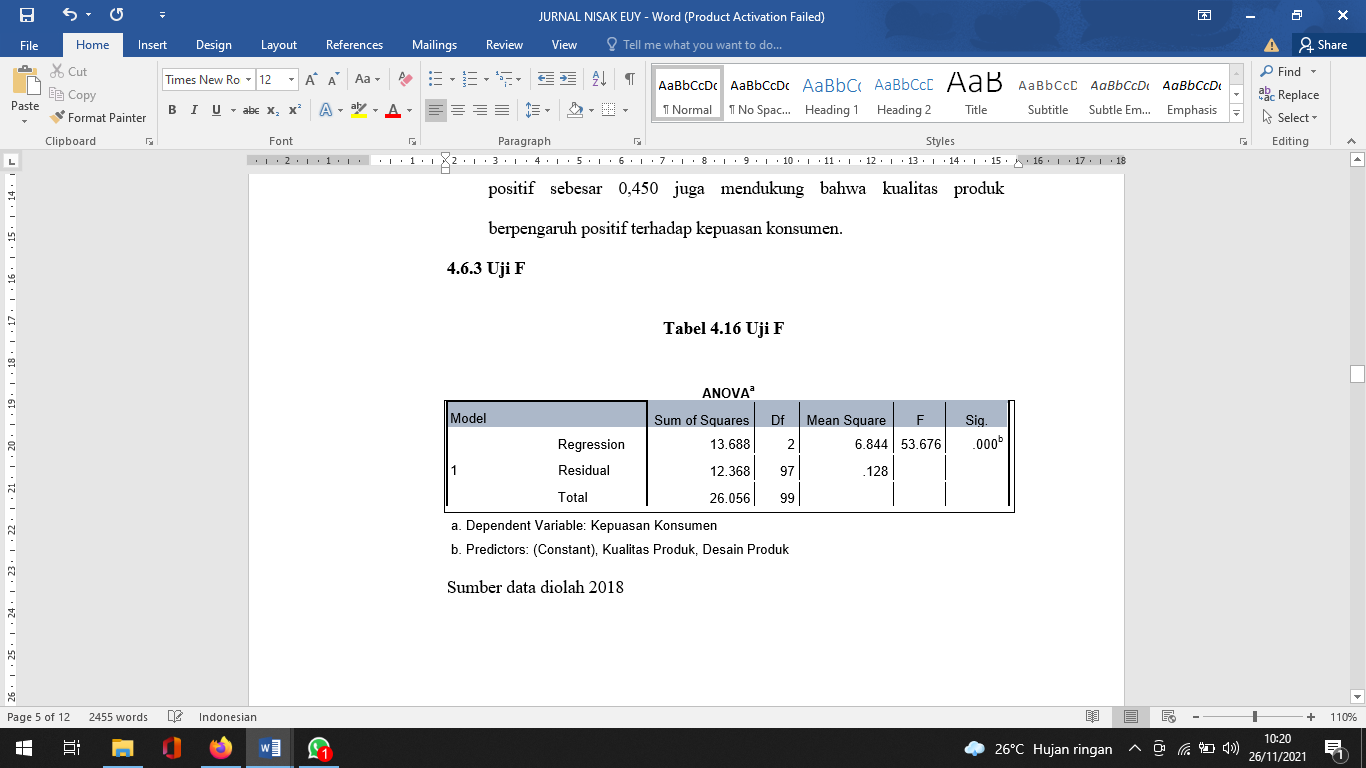 JURNAL NISAK EUY - Word (Product Activation Failed)
File Home Insert Design Layout References Mailings Review View Tell me what you want to do... Share
Paste Cut Copy Format Painter
Times New Ro 12
AaBbCcDc AaBbCcDc AaBbCc AaBbCcD AaB AaBbCcD AaBbCcDc AaBbCcDc
¶ Normal ¶ No Spac... Heading 1 Heading 2 Title Subtitle Subtle Em... Emphasis
Find Replace Select
Clipboard Font Paragraph Styles Editing
positif sebesar 0,450 juga mendukung bahwa kualitas produk
berpengaruh positif terhadap kepuasan konsumen.
4.6.3 Uji F
Tabel 4.16 Uji F
ANOVAa
Model Sum of Squares Df Mean Square F Sig.
Regression 13.688 2 6.844 53.676 .000b
1 Residual 12.368 97 .128
Total 26.056 99
a. Dependent Variable: Kepuasan Konsumen
b. Predictors: (Constant), Kualitas Produk, Desain Produk
Sumber data diolah 2018
Page 5 of 12 2455 words Indonesian 110%
26°C Hujan ringan 10:20
26/11/2021